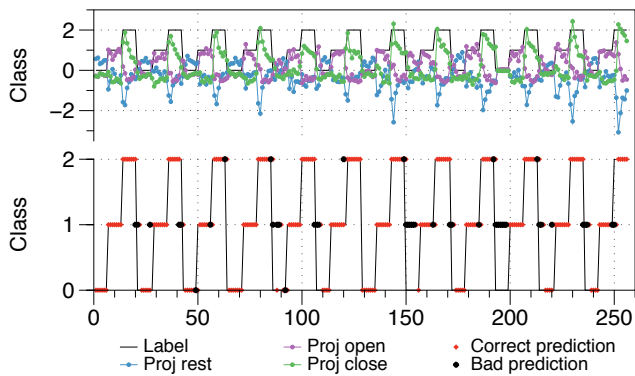 2
0
−2
Class
2
1
0
Class
0 50 100 150 200 250
Label Proj open Correct prediction
Proj rest Proj close Bad prediction